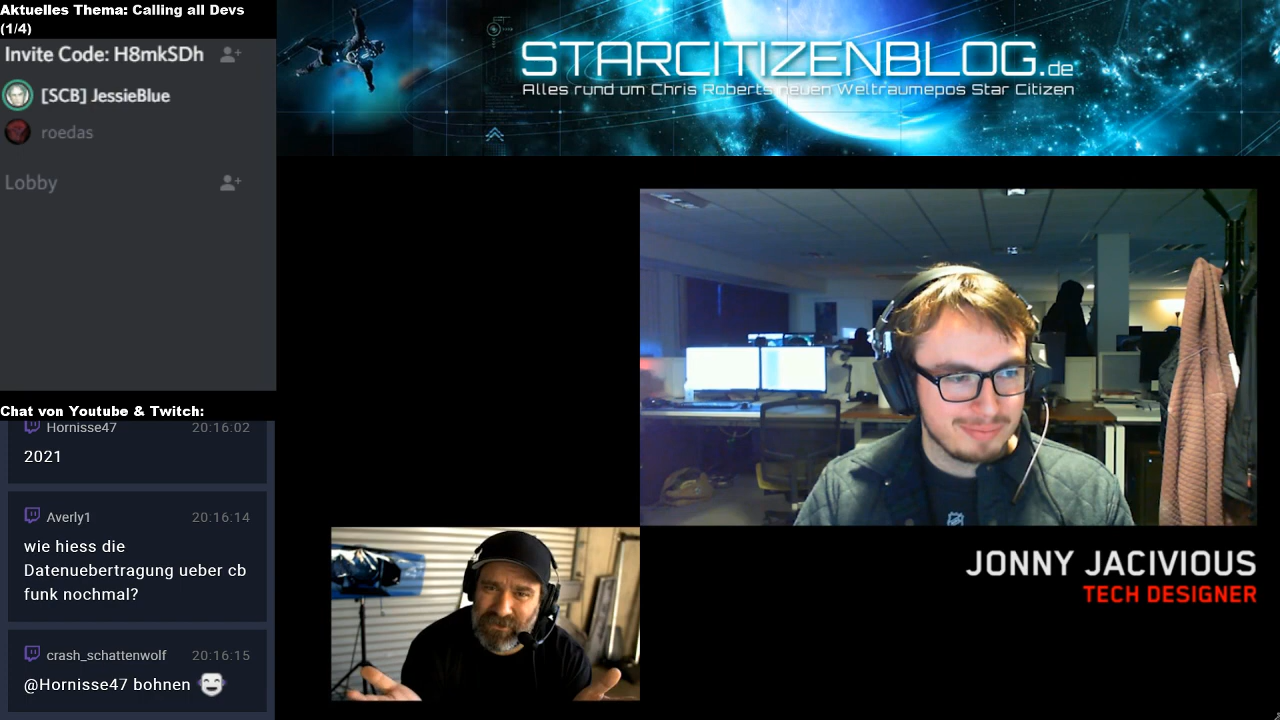 Aktuelles Thema: Calling all Devs
(1/4)
Invite Code: H8mkSDh
[SCB] JessieBlue
roedas
Lobby
STARCITIZENBLOG.de
Alles rund um Chris Roberts neuen Weltraumepos Star Citizen
Chat von Youtube & Twitch:
Hornisse47 20:16:02
2021
Averly1 20:16:14
wie hiess die
Datenuebertragung ueber cb
funk nochmal?
crash_schattenwolf 20:16:15
@Hornisse47 bohnen
JONNY JACIVIOUS
TECH DESIGNER